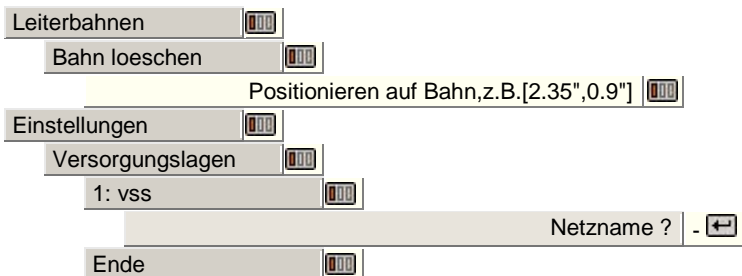 Leiterbahnen
Bahn loeschen
Positionieren auf Bahn,z.B.[2.35",0.9"]
Einstellungen
Versorgungslagen
1: vss
Netzname ? -
Ende